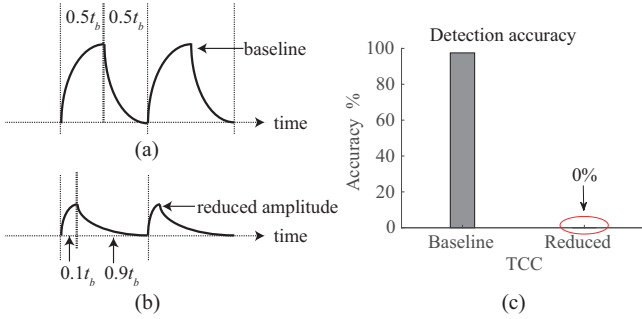 0.5t_b 0.5t_b
baseline
time
(a)
reduced amplitude
time
0.1t_b 0.9t_b
(b)
Detection accuracy
Accuracy %
100
80
60
40
20
0
0%
Baseline Reduced
TCC
(c)